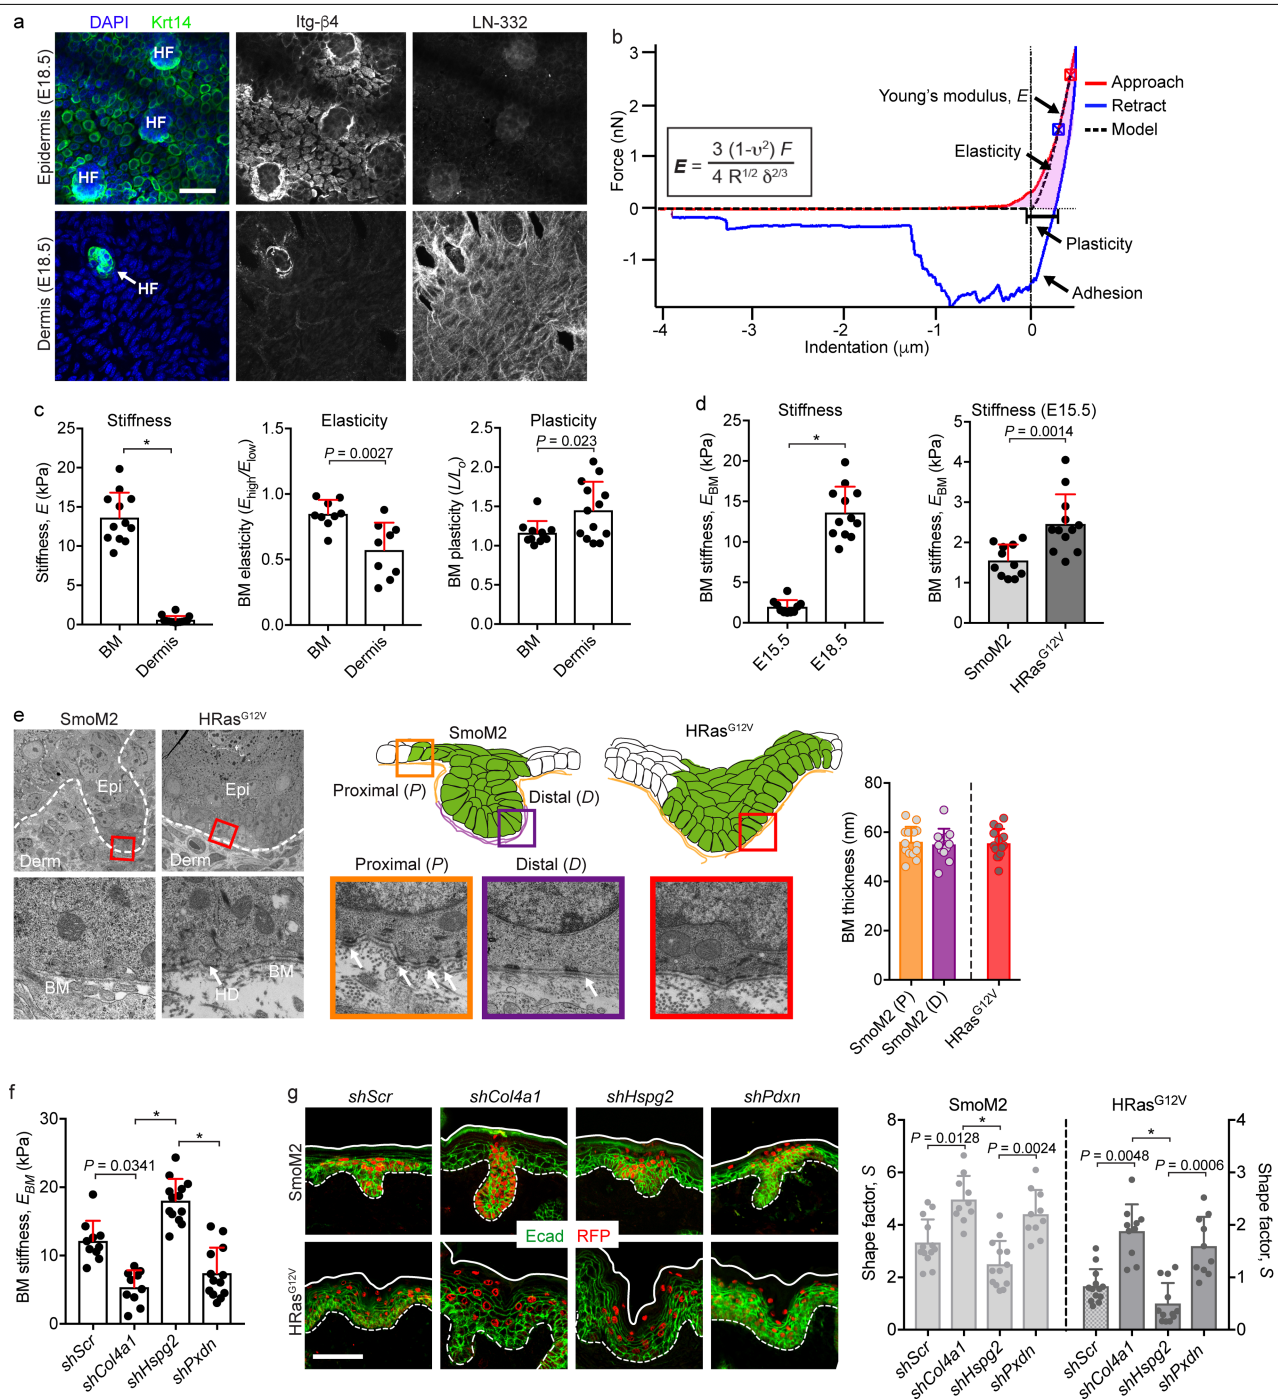 a
DAPI Krt14
Itg-β4
LN-332
Epidermis (E18.5)
HF
HF
HF
Dermis (E18.5)
HF
b
Force (nN)
3
2
1
0
-1
-4
-3
-2
-1
0
Indentation (μm)
E = 3 (1-υ²) F / 4 R^1/2 δ^2/3
Young's modulus, E
Elasticity
Plasticity
Adhesion
Approach
Retract
Model
c
Stiffness
Stiffness, E (kPa)
25
20
15
10
5
0
*
BM
Dermis
Elasticity
BM elasticity (E_high/E_low)
1.5
1.0
0.5
0.0
P = 0.0027
BM
Dermis
Plasticity
BM plasticity (L/L_o)
2.5
2.0
1.5
1.0
0.5
0.0
P = 0.023
BM
Dermis
d
Stiffness
BM stiffness, E_BM (kPa)
25
20
15
10
5
0
*
E15.5
E18.5
Stiffness (E15.5)
BM stiffness, E_BM (kPa)
5
4
3
2
1
0
P = 0.0014
SmoM2
HRas^G12V
e
SmoM2
HRas^G12V
Epi
Derm
Epi
Derm
BM
BM
HD
SmoM2
HRas^G12V
Proximal (P)
Distal (D)
Proximal (P)
Distal (D)
BM thickness (nm)
80
60
40
20
0
SmoM2 (P)
SmoM2 (D)
HRas^G12V
f
BM stiffness, E_BM (kPa)
30
20
10
0
P = 0.0341
*
*
shScr
shCol4a1
shHspg2
shPxdn
g
shScr
shCol4a1
shHspg2
shPdxn
SmoM2
HRas^G12V
Ecad RFP
SmoM2
HRas^G12V
Shape factor, S
8
6
4
2
0
P = 0.0128
*
P = 0.0024
P = 0.0048
*
P = 0.0006
4
3
2
1
0
Shape factor, S
shScr
shCol4a1
shHspg2
shPxdn
shScr
shCol4a1
shHspg2
shPxdn